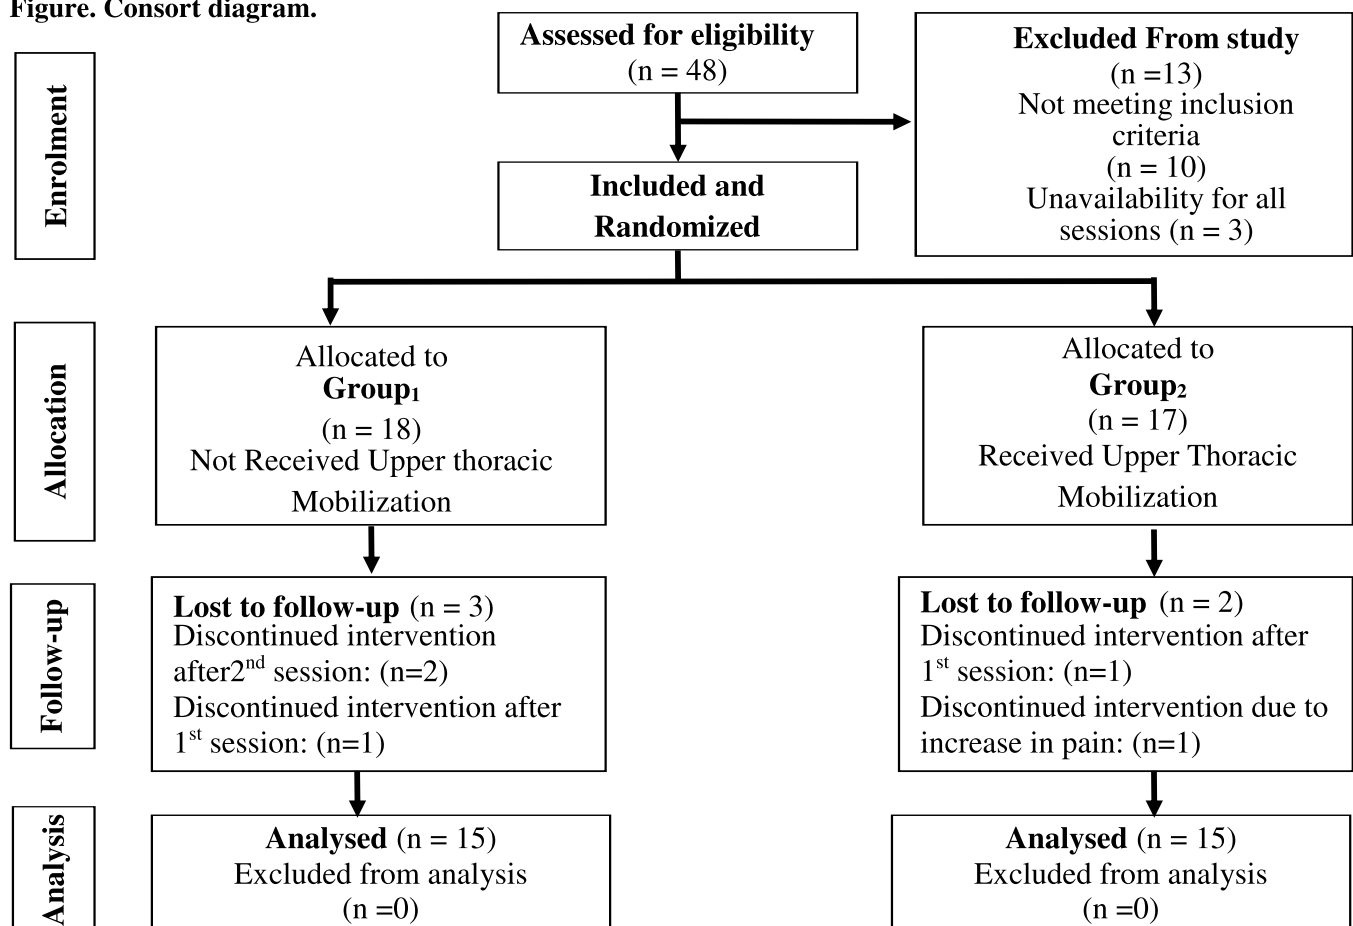 Figure. Consort diagram.
Enrolment
Assessed for eligibility
(n = 48)
Excluded From study
(n =13)
Not meeting inclusion
criteria
(n = 10)
Unavailability for all
sessions (n = 3)
Included and
Randomized
Allocation
Allocated to
Group₁
(n = 18)
Not Received Upper thoracic
Mobilization
Allocated to
Group₂
(n = 17)
Received Upper Thoracic
Mobilization
Follow-up
Lost to follow-up (n = 3)
Discontinued intervention
after2ⁿᵈ session: (n=2)
Discontinued intervention after
1ˢᵗ session: (n=1)
Lost to follow-up (n = 2)
Discontinued intervention after
1ˢᵗ session: (n=1)
Discontinued intervention due to
increase in pain: (n=1)
Analysis
Analysed (n = 15)
Excluded from analysis
(n =0)
Analysed (n = 15)
Excluded from analysis
(n =0)